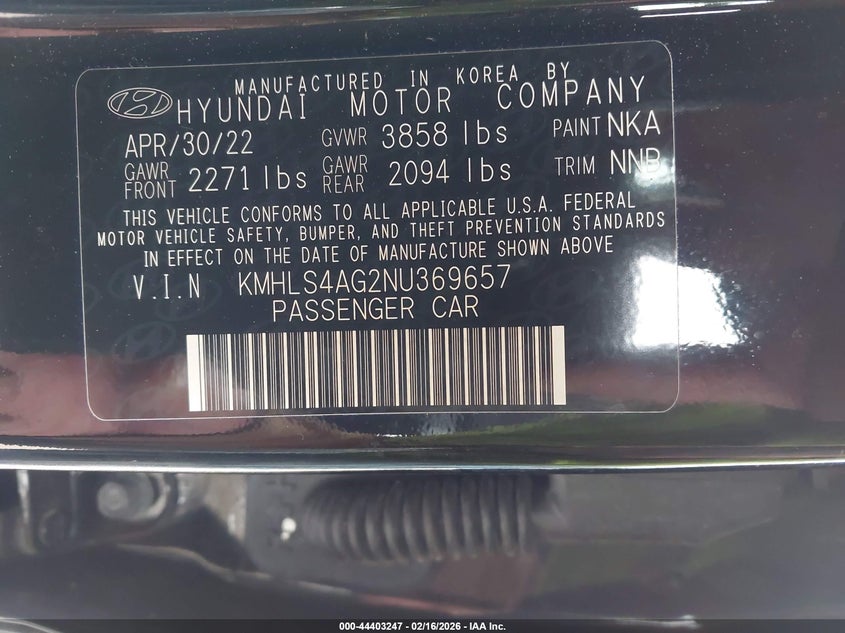 MANUFACTURED IN KOREA BY
HYUNDAI MOTOR COMPANY
APR/30/22 GVWR 3858 lbs PAINT NKA
GAWR FRONT 2271 lbs GAWR REAR 2094 lbs TRIM NNB
THIS VEHICLE CONFORMS TO ALL APPLICABLE U.S.A. FEDERAL
MOTOR VEHICLE SAFETY, BUMPER, AND THEFT PREVENTION STANDARDS
IN EFFECT ON THE DATE OF MANUFACTURE SHOWN ABOVE
V.I.N KMHLS4AG2NU369657
PASSENGER CAR
000-44403247 - 02/16/2026 - IAA Inc.